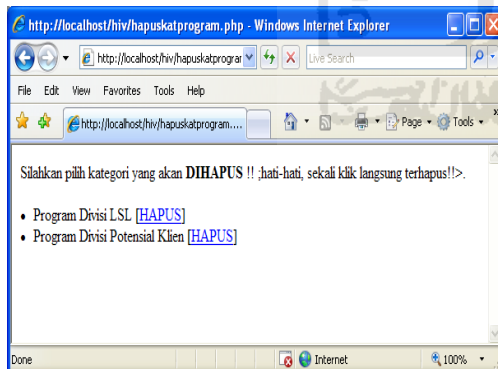 http://localhost/hiv/hapuskatprogram.php - Windows Internet Explorer
http://localhost/hiv/hapuskatprograr
Live Search
File Edit View Favorites Tools Help
http://localhost/hiv/hapuskatprogram....
Page Tools »
Silahkan pilih kategori yang akan DIHAPUS !! ;hati-hati, sekali klik langsung terhapus!!>.
• Program Divisi LSL [HAPUS]
• Program Divisi Potensial Klien [HAPUS]
Done Internet 100%